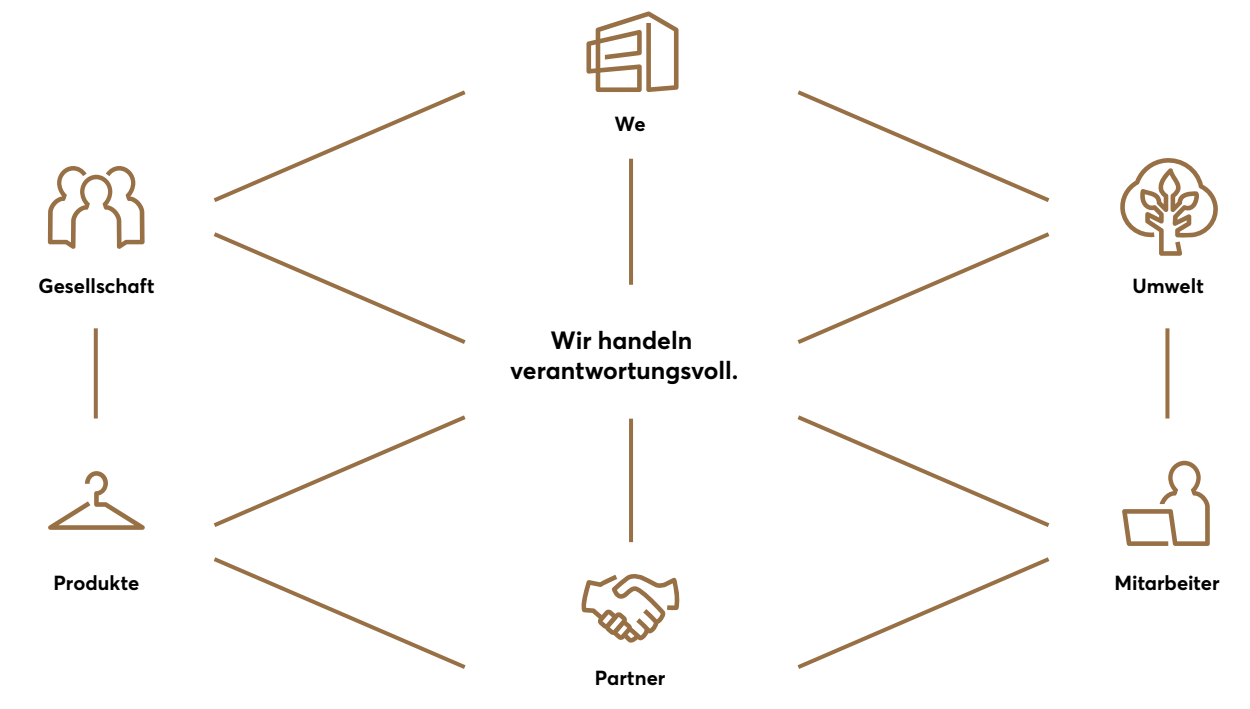 We
Gesellschaft
Umwelt
Wir handeln
verantwortungsvoll.
Produkte
Mitarbeiter
Partner